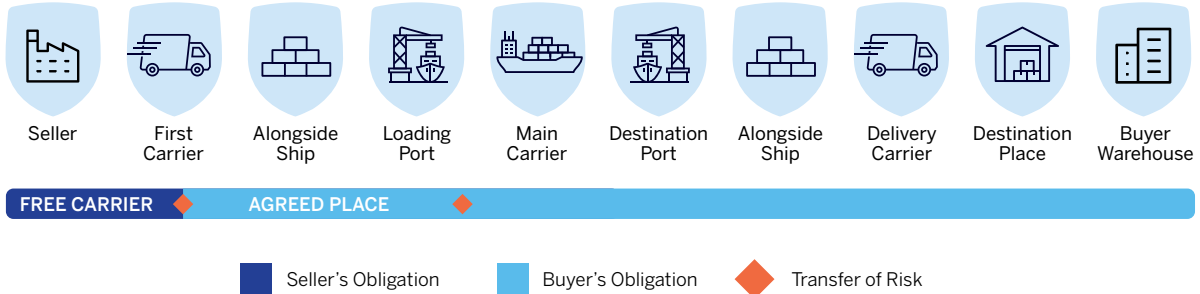 Seller
First
Carrier
Alongside
Ship
Loading
Port
Main
Carrier
Destination
Port
Alongside
Ship
Delivery
Carrier
Destination
Place
Buyer
Warehouse
FREE CARRIER
AGREED PLACE
Seller’s Obligation
Buyer’s Obligation
Transfer of Risk